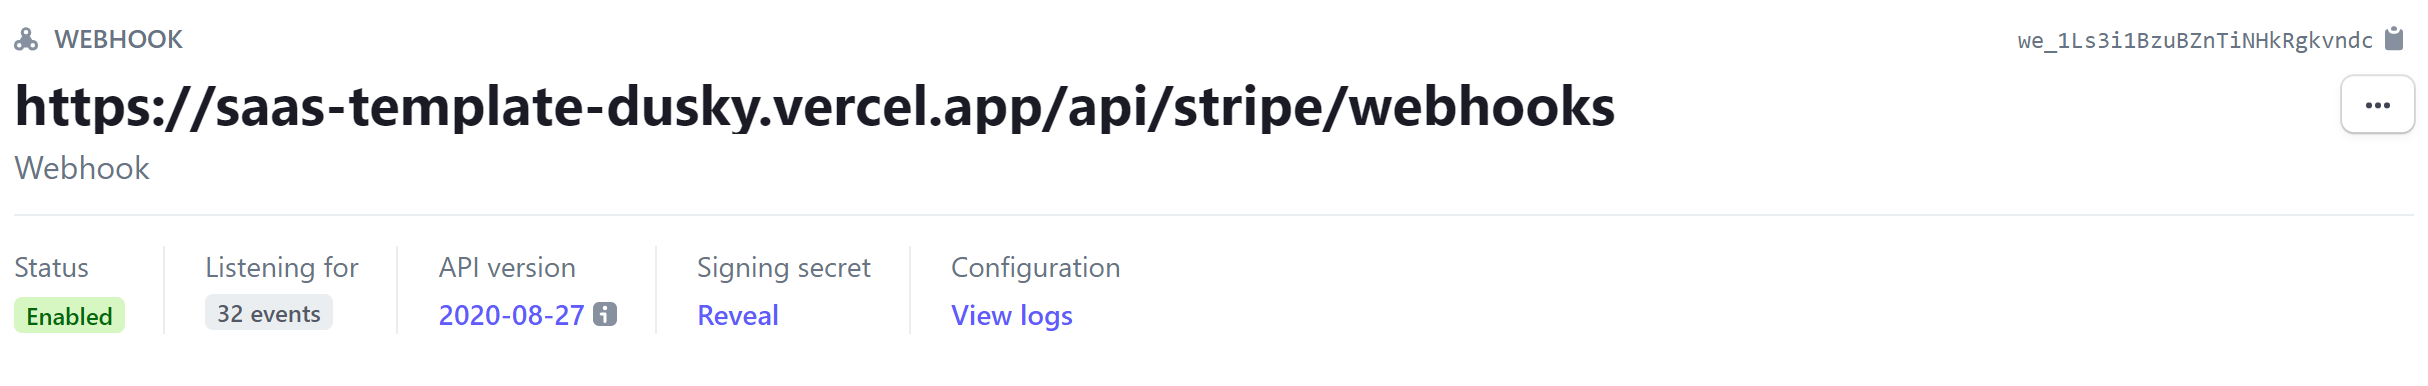 WEBHOOK
we_1Ls3i1BzuBZnTiNHkRgkvndc
https://saas-template-dusky.vercel.app/api/stripe/webhooks
Webhook
Status
Enabled
Listening for
32 events
API version
2020-08-27
Signing secret
Reveal
Configuration
View logs